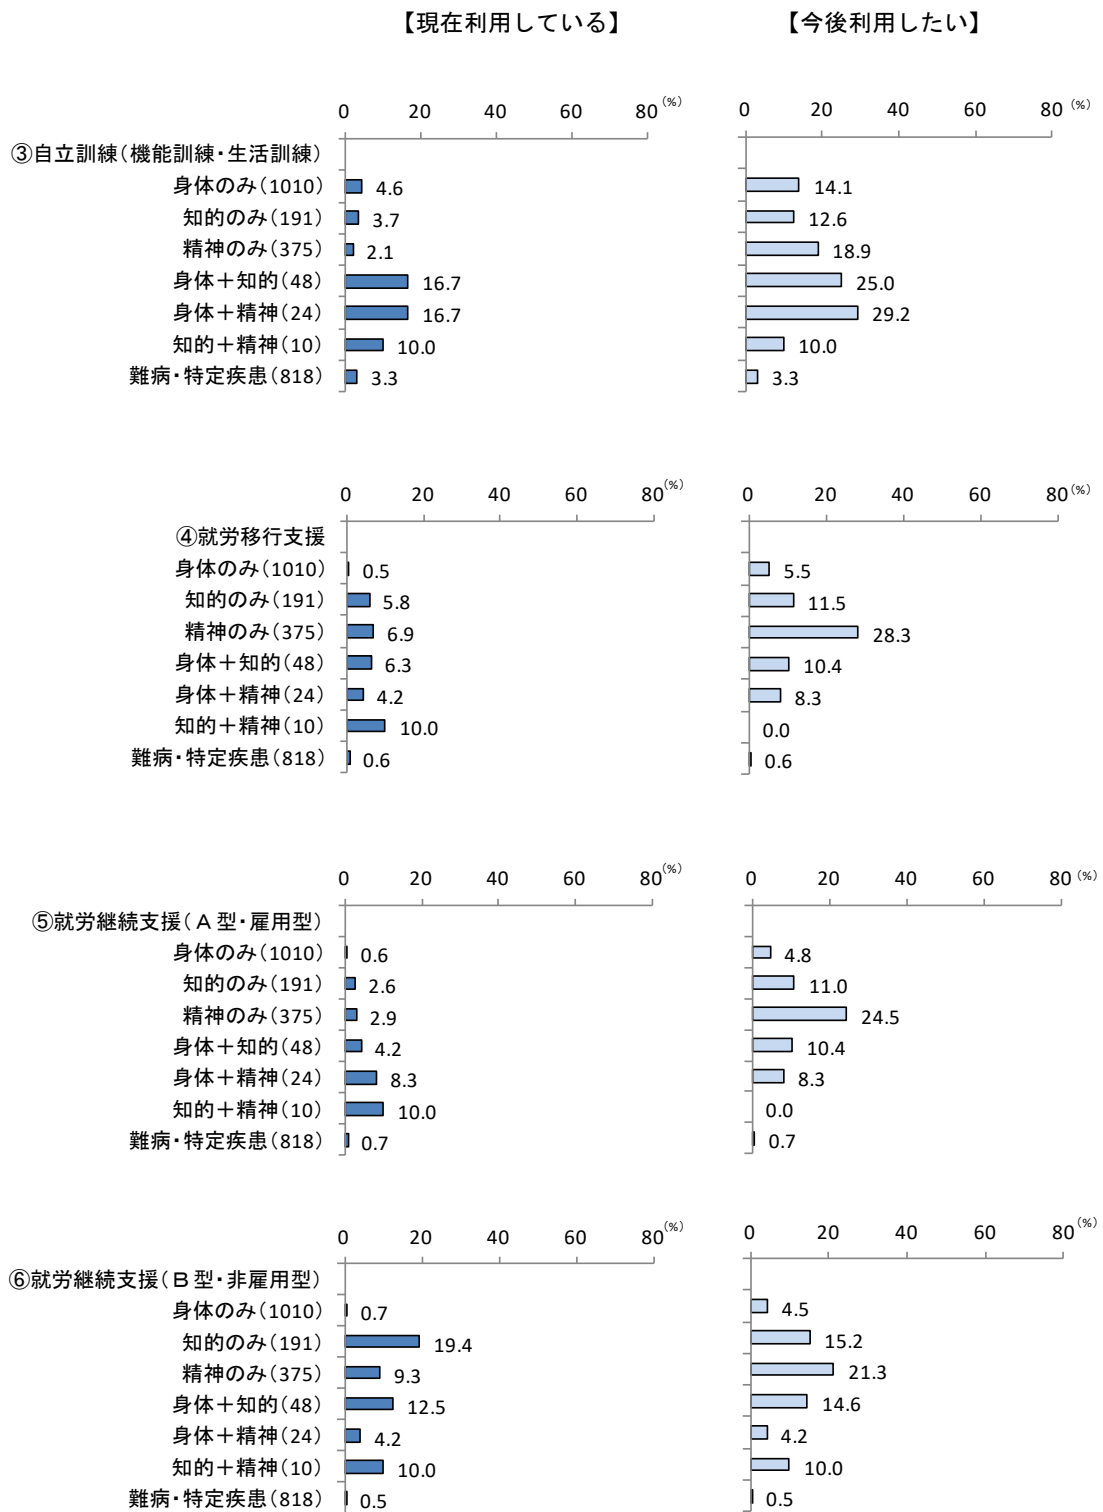 【現在利用している】 【今後利用したい】
0 20 40 60 80 (%) 0 20 40 60 80 (%)
③自立訓練(機能訓練・生活訓練)
身体のみ(1010) 4.6 14.1
知的のみ(191) 3.7 12.6
精神のみ(375) 2.1 18.9
身体+知的(48) 16.7 25.0
身体+精神(24) 16.7 29.2
知的+精神(10) 10.0 10.0
難病・特定疾患(818) 3.3 3.3
0 20 40 60 80 (%) 0 20 40 60 80 (%)
④就労移行支援
身体のみ(1010) 0.5 5.5
知的のみ(191) 5.8 11.5
精神のみ(375) 6.9 28.3
身体+知的(48) 6.3 10.4
身体+精神(24) 4.2 8.3
知的+精神(10) 10.0 0.0
難病・特定疾患(818) 0.6 0.6
0 20 40 60 80 (%) 0 20 40 60 80 (%)
⑤就労継続支援(A型・雇用型)
身体のみ(1010) 0.6 4.8
知的のみ(191) 2.6 11.0
精神のみ(375) 2.9 24.5
身体+知的(48) 4.2 10.4
身体+精神(24) 8.3 8.3
知的+精神(10) 10.0 0.0
難病・特定疾患(818) 0.7 0.7
0 20 40 60 80 (%) 0 20 40 60 80 (%)
⑥就労継続支援(B型・非雇用型)
身体のみ(1010) 0.7 4.5
知的のみ(191) 19.4 15.2
精神のみ(375) 9.3 21.3
身体+知的(48) 12.5 14.6
身体+精神(24) 4.2 4.2
知的+精神(10) 10.0 10.0
難病・特定疾患(818) 0.5 0.5